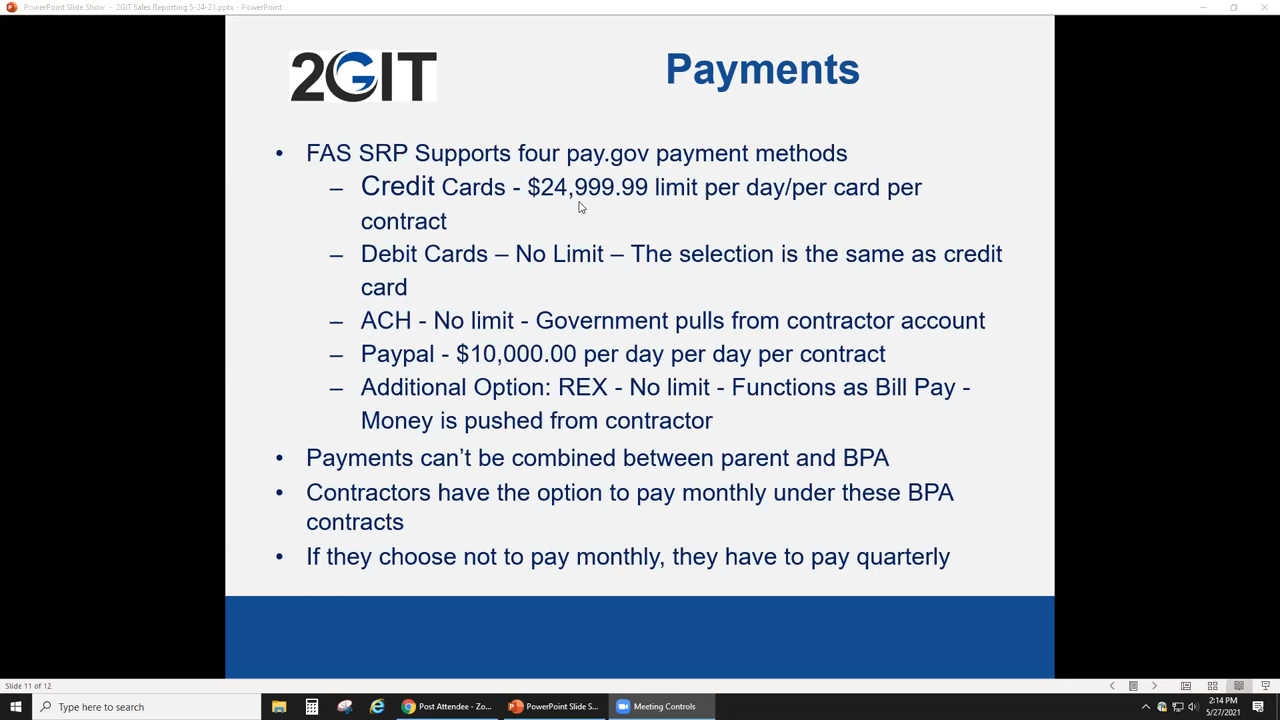 PowerPoint Slide Show - 2GIT Sales Reporting 5-24-21.pptx - PowerPoint
2GIT
Payments
• FAS SRP Supports four pay.gov payment methods
– Credit Cards - $24,999.99 limit per day/per card per
contract
– Debit Cards – No Limit – The selection is the same as credit
card
– ACH - No limit - Government pulls from contractor account
– Paypal - $10,000.00 per day per day per contract
– Additional Option: REX - No limit - Functions as Bill Pay -
Money is pushed from contractor
• Payments can’t be combined between parent and BPA
• Contractors have the option to pay monthly under these BPA
contracts
• If they choose not to pay monthly, they have to pay quarterly
Slide 11 of 12
Type here to search
Post Attendee - Zo...
PowerPoint Slide S...
Meeting Controls
2:14 PM
5/27/2021